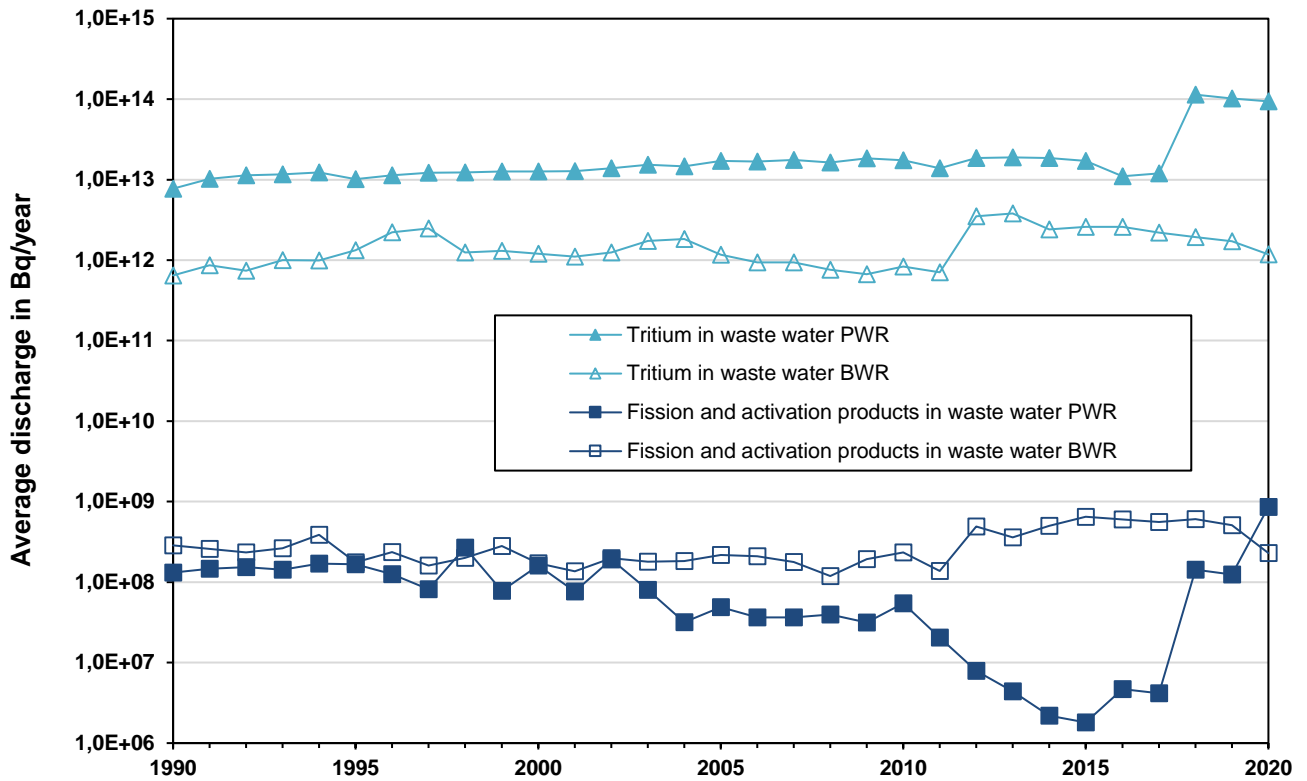 Average discharge in Bq/year
1,0E+15
1,0E+14
1,0E+13
1,0E+12
1,0E+11
1,0E+10
1,0E+09
1,0E+08
1,0E+07
1,0E+06
Tritium in waste water PWR
Tritium in waste water BWR
Fission and activation products in waste water PWR
Fission and activation products in waste water BWR
1990 1995 2000 2005 2010 2015 2020